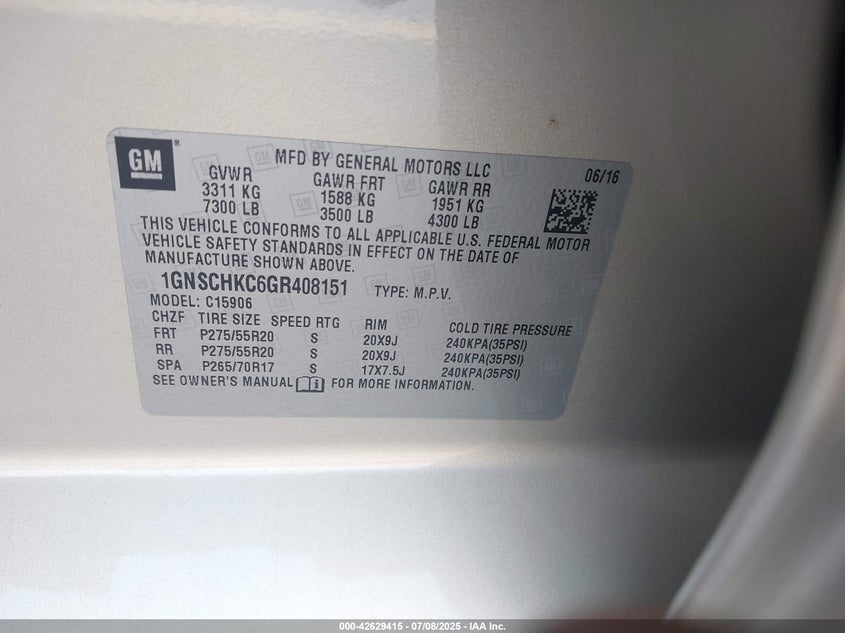 GM
MFD BY GENERAL MOTORS LLC
06/16
GVWR GAWR FRT GAWR RR
3311 KG 1588 KG 1951 KG
7300 LB 3500 LB 4300 LB
THIS VEHICLE CONFORMS TO ALL APPLICABLE U.S. FEDERAL MOTOR
VEHICLE SAFETY STANDARDS IN EFFECT ON THE DATE OF
MANUFACTURE SHOWN ABOVE.
1GNSCHKC6GR408151 TYPE: M.P.V.
MODEL: C15906
CHZF TIRE SIZE SPEED RTG RIM COLD TIRE PRESSURE
FRT P275/55R20 S 20X9J 240KPA(35PSI)
RR P275/55R20 S 20X9J 240KPA(35PSI)
SPA P265/70R17 S 17X7.5J 240KPA(35PSI)
SEE OWNER'S MANUAL FOR MORE INFORMATION.
000-42629415 - 07/08/2025 - IAA Inc.